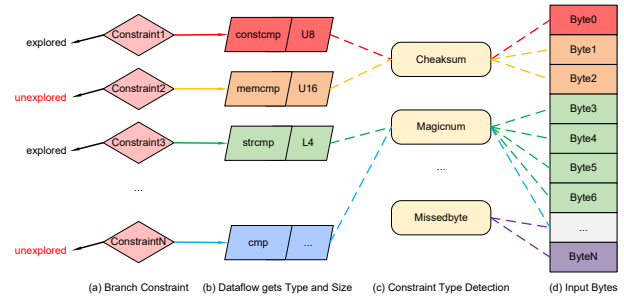 explored
Constraint1
constcmp
U8
Cheaksum
Byte0
unexplored
Constraint2
memcmp
U16
Byte1
Byte2
explored
Constraint3
strcmp
L4
Magicnum
Byte3
Byte4
...
...
Byte5
Byte6
unexplored
ConstraintN
cmp
...
Missedbyte
...
ByteN
(a) Branch Constraint
(b) Dataflow gets Type and Size
(c) Constraint Type Detection
(d) Input Bytes